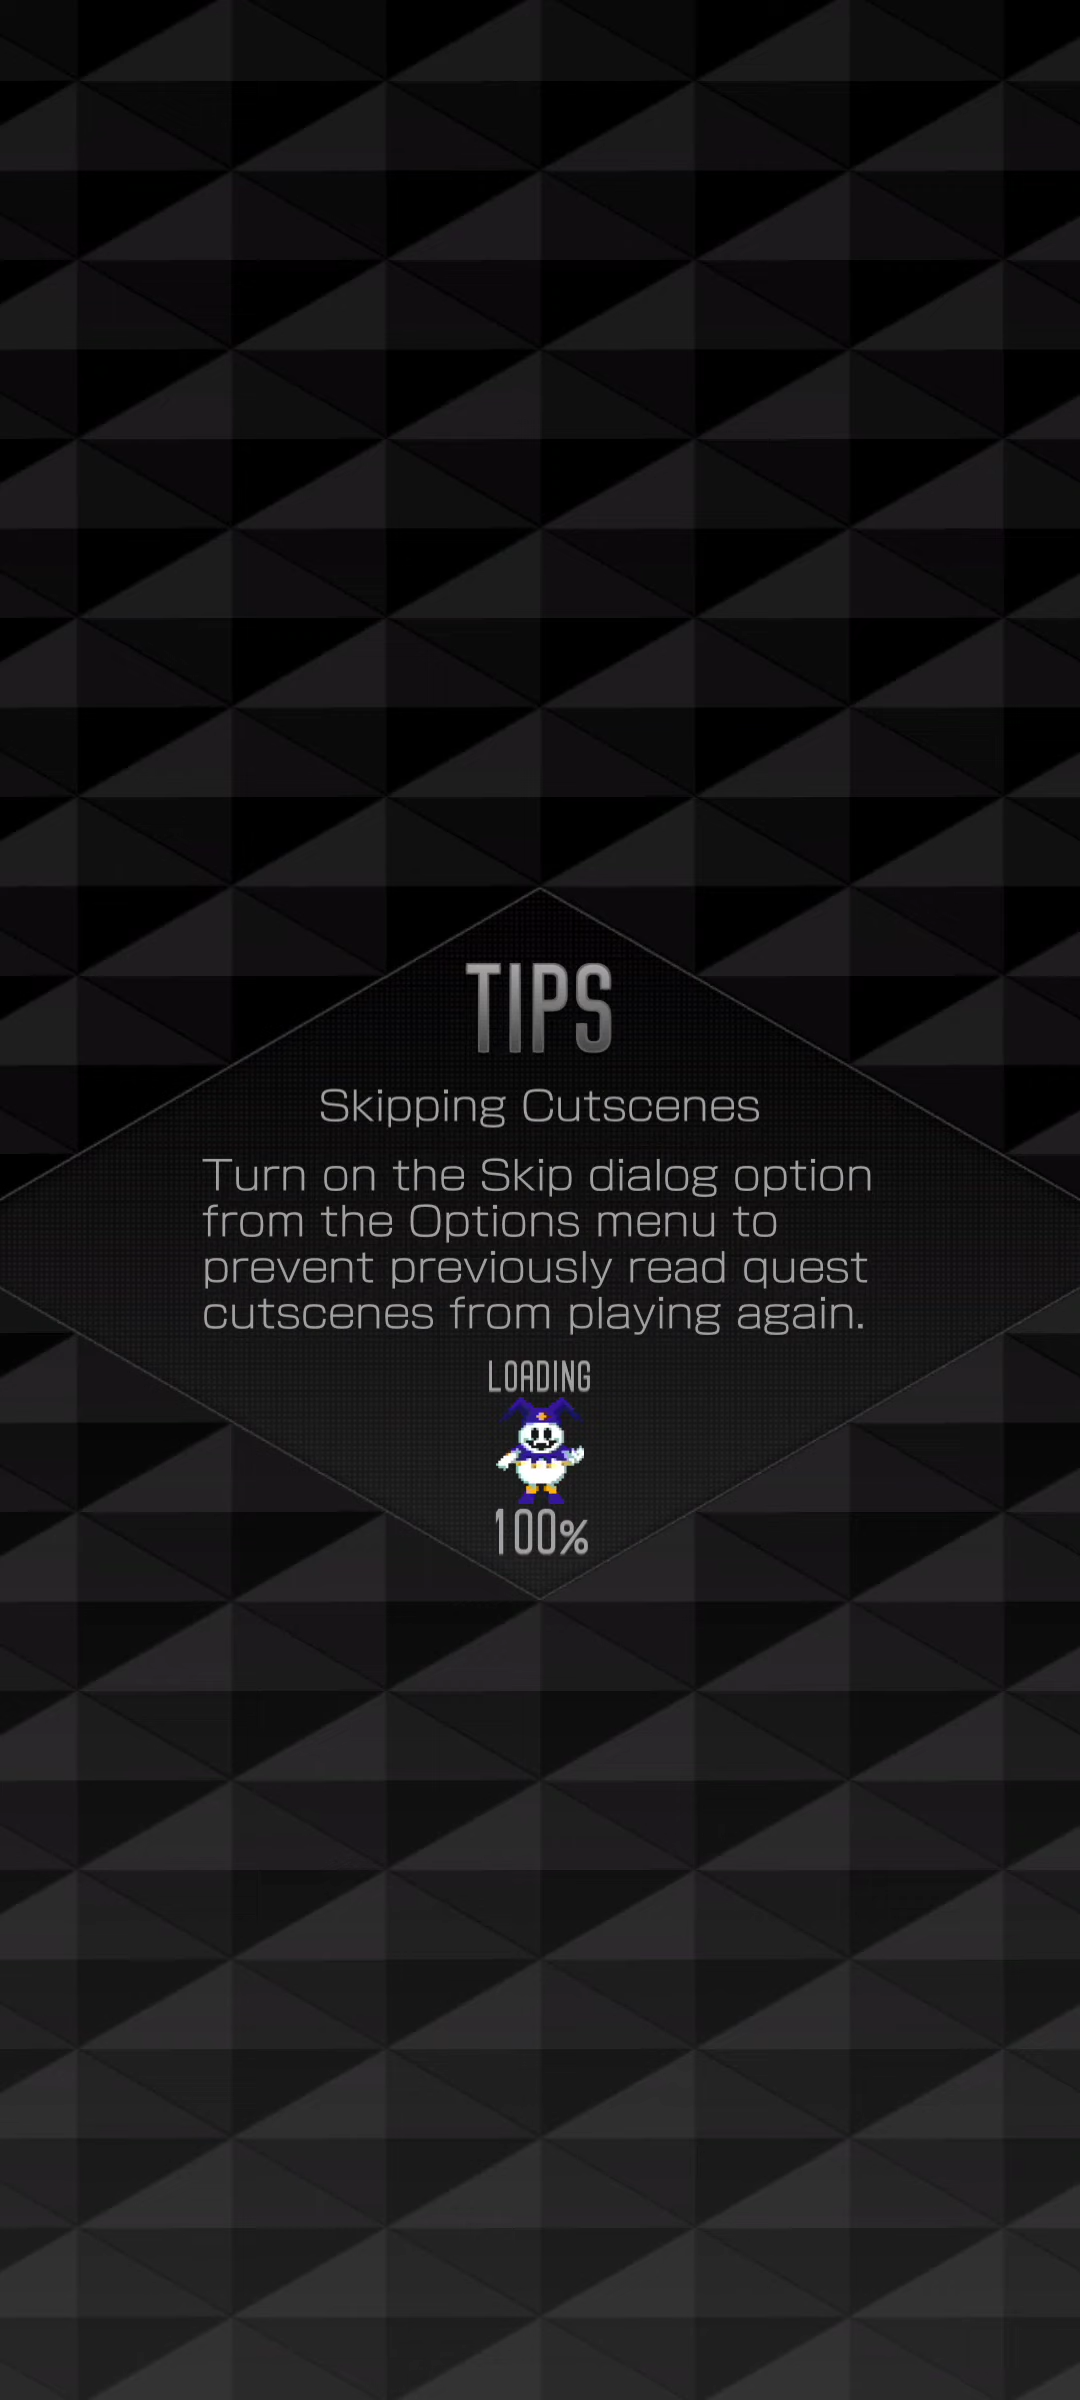 TIPS
Skipping Cutscenes
Turn on the Skip dialog option
from the Options menu to
prevent previously read quest
cutscenes from playing again.
LOADING
100%